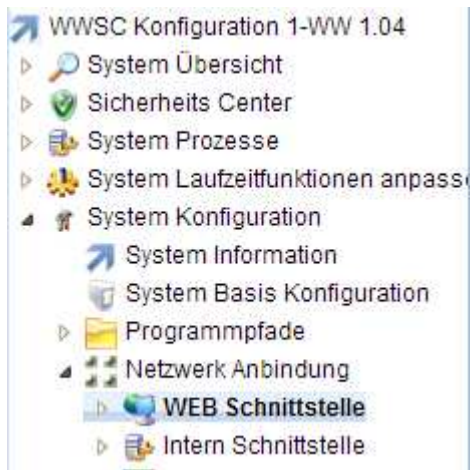 WWSC Konfiguration 1-WW 1.04
System Übersicht
Sicherheits Center
System Prozesse
System Laufzeitfunktionen anpass
System Konfiguration
System Information
System Basis Konfiguration
Programmpfade
Netzwerk Anbindung
WEB Schnittstelle
Intern Schnittstelle